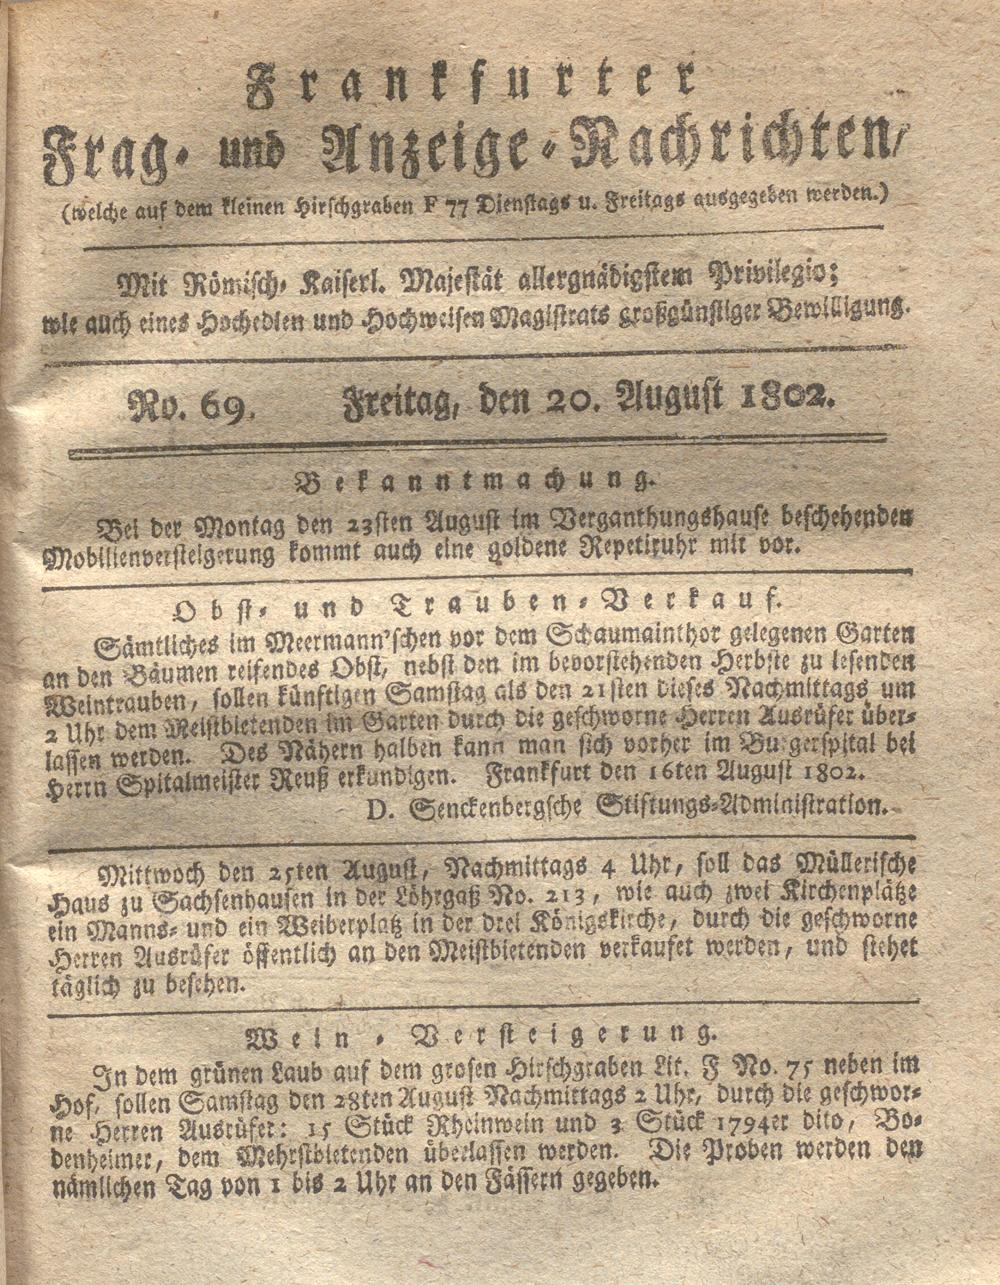 Frankfurter
Frag- und Anzeige-Nachrichten,
(welche auf dem kleinen Hirschgraben F 77 Dienstags u. Freitags ausgegeben werden.)
Mit Römisch- Kaiserl. Majestät allergnädigstem Privilegio;
wie auch eines Hochedlen und Hochweisen Magistrats großgünstiger Bewilligung.
No. 69. Freitag, den 20. August 1802.
Bekanntmachung.
Bei der Montag den 23sten August im Verganthungshause beschehenden
Mobilienversteigerung kommt auch eine goldene Repetiruhr mit vor.
Obst- und Trauben-Verkauf.
Sämtliches im Meermann'schen vor dem Schaumainthor gelegenen Garten
an den Bäumen reifendes Obst, nebst den im bevorstehenden Herbste zu lesenden
Weintrauben, sollen künftigen Samstag als den 21sten dieses Nachmittags um
2 Uhr dem Meistbietenden im Garten durch die geschworne Herren Ausrüfer über-
lassen werden. Des Nähern halben kann man sich vorher im Burgerspital bei
Herrn Spitalmeister Reuß erkundigen. Frankfurt den 16ten August 1802.
D. Senckenbergsche Stiftungs-Administration.
Mittwoch den 25ten August, Nachmittags 4 Uhr, soll das Müllerische
Haus zu Sachsenhausen in der Löhrgaß No. 213, wie auch zwei Kirchenplätze
ein Manns- und ein Weiberplatz in der drei Königskirche, durch die geschworne
Herren Ausrüfer öffentlich an den Meistbietenden verkaufet werden, und stehet
täglich zu besehen.
Wein-Versteigerung.
In dem grünen Laub auf dem grosen Hirschgraben Lit. F No. 75 neben im
Hof, sollen Samstag den 28ten August Nachmittags 2 Uhr, durch die geschwor-
ne Herren Ausrüfer: 15 Stück Rheinwein und 3 Stück 1794er dito, Bo-
denheimer, dem Mehrstbietenden überlassen werden. Die Proben werden den
nämlichen Tag von 1 bis 2 Uhr an den Fässern gegeben.